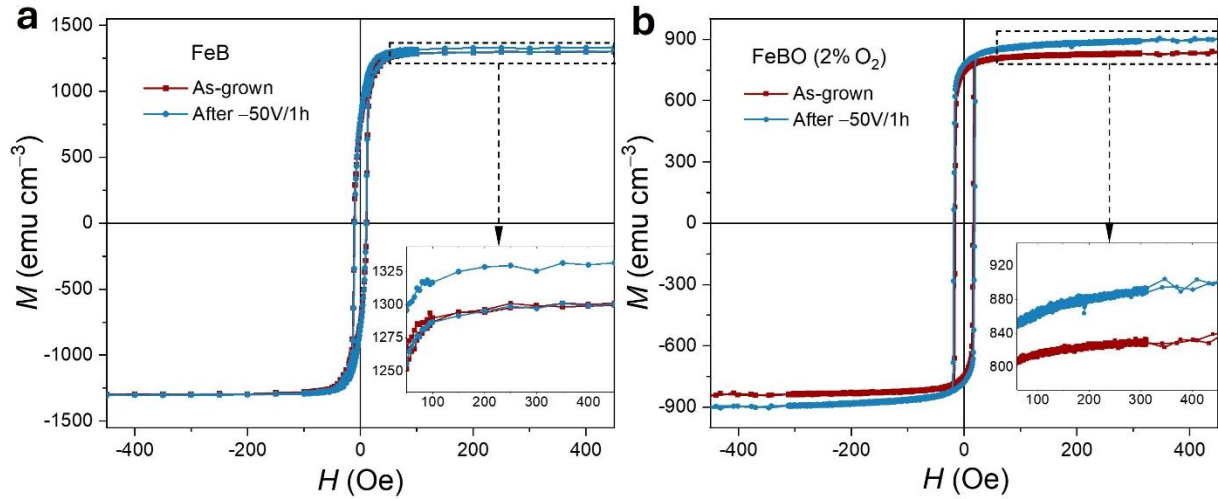 a
1500
1000
500
0
-500
-1000
-1500
M (emu cm⁻³)
FeB
As-grown
After −50V/1h
1325
1300
1275
1250
100 200 300 400
-400 -200 0 200 400
H (Oe)
b
900
600
300
0
-300
-600
-900
M (emu cm⁻³)
FeBO (2% O₂)
As-grown
After −50V/1h
920
880
840
800
100 200 300 400
-400 -200 0 200 400
H (Oe)